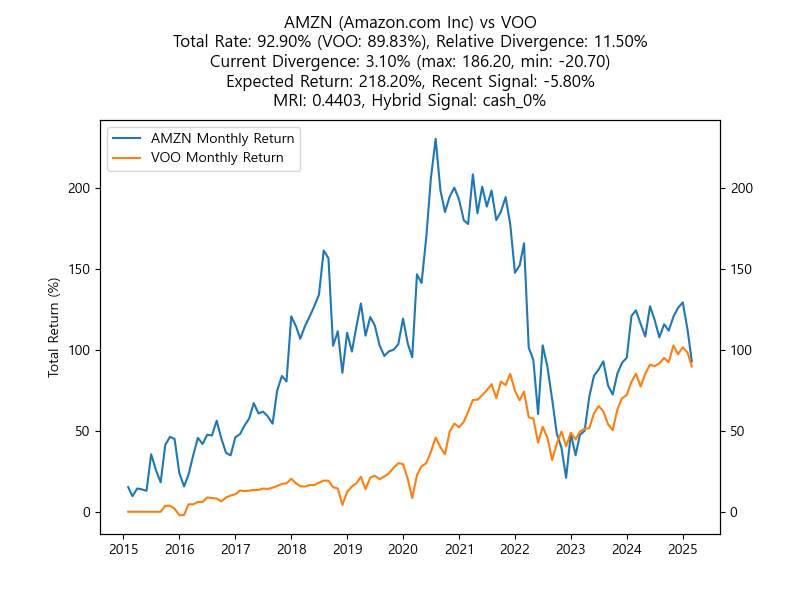 AMZN (Amazon.com Inc) vs VOO
Total Rate: 92.90% (VOO: 89.83%), Relative Divergence: 11.50%
Current Divergence: 3.10% (max: 186.20, min: -20.70)
Expected Return: 218.20%, Recent Signal: -5.80%
MRI: 0.4403, Hybrid Signal: cash_0%
AMZN Monthly Return
VOO Monthly Return
Total Return (%)
200
150
100
50
0
200
150
100
50
0
2015 2016 2017 2018 2019 2020 2021 2022 2023 2024 2025